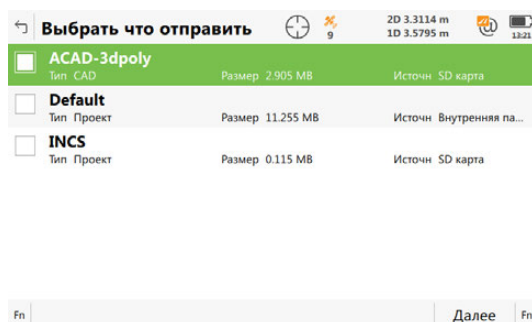 Выбрать что отправить
9
2D 3.3114 m
1D 3.5795 m
@
13:21
ACAD-3dpoly
Тип CAD Размер 2.905 MB Источн SD карта
Default
Тип Проект Размер 11.255 MB Источн Внутренняя па...
INCS
Тип Проект Размер 0.115 MB Источн SD карта
Fn Далее Fn